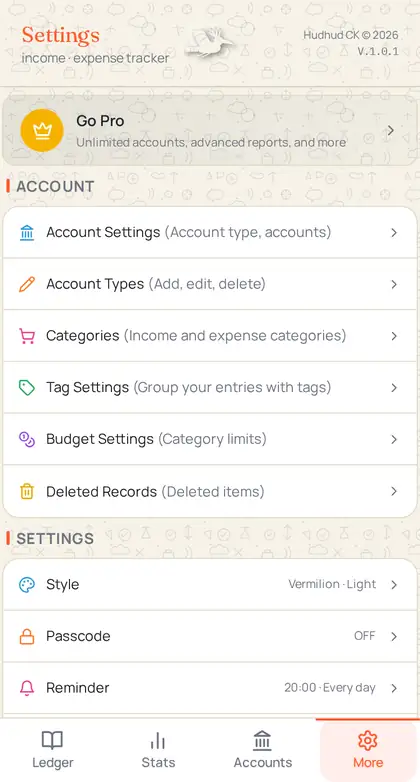 Settings
income · expense tracker
Hudhud CK © 2026
V.1.0.1
Go Pro
Unlimited accounts, advanced reports, and more
ACCOUNT
Account Settings (Account type, accounts)
Account Types (Add, edit, delete)
Categories (Income and expense categories)
Tag Settings (Group your entries with tags)
Budget Settings (Category limits)
Deleted Records (Deleted items)
SETTINGS
Style Vermilion · Light
Passcode OFF
Reminder 20:00 · Every day
Ledger Stats Accounts More